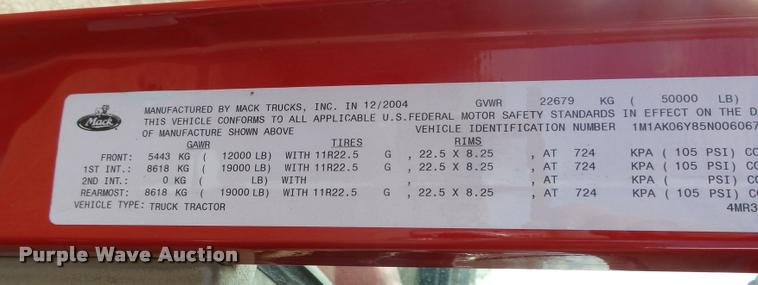 Mack
MANUFACTURED BY MACK TRUCKS, INC. IN 12/2004 GVWR 22679 KG ( 50000 LB)
THIS VEHICLE CONFORMS TO ALL APPLICABLE U.S.FEDERAL MOTOR SAFETY STANDARDS IN EFFECT ON THE D
OF MANUFACTURE SHOWN ABOVE VEHICLE IDENTIFICATION NUMBER 1M1AK06Y85N006067
GAWR TIRES RIMS
FRONT: 5443 KG ( 12000 LB) WITH 11R22.5 G , 22.5 X 8.25 , AT 724 KPA ( 105 PSI) CO
1ST INT.: 8618 KG ( 19000 LB) WITH 11R22.5 G , 22.5 X 8.25 , AT 724 KPA ( 105 PSI) CO
2ND INT.: 0 KG ( LB) WITH , , AT KPA ( PSI) CO
REARMOST: 8618 KG ( 19000 LB) WITH 11R22.5 G , 22.5 X 8.25 , AT 724 KPA ( 105 PSI) CO
VEHICLE TYPE: TRUCK TRACTOR 4MR3
Purple Wave Auction